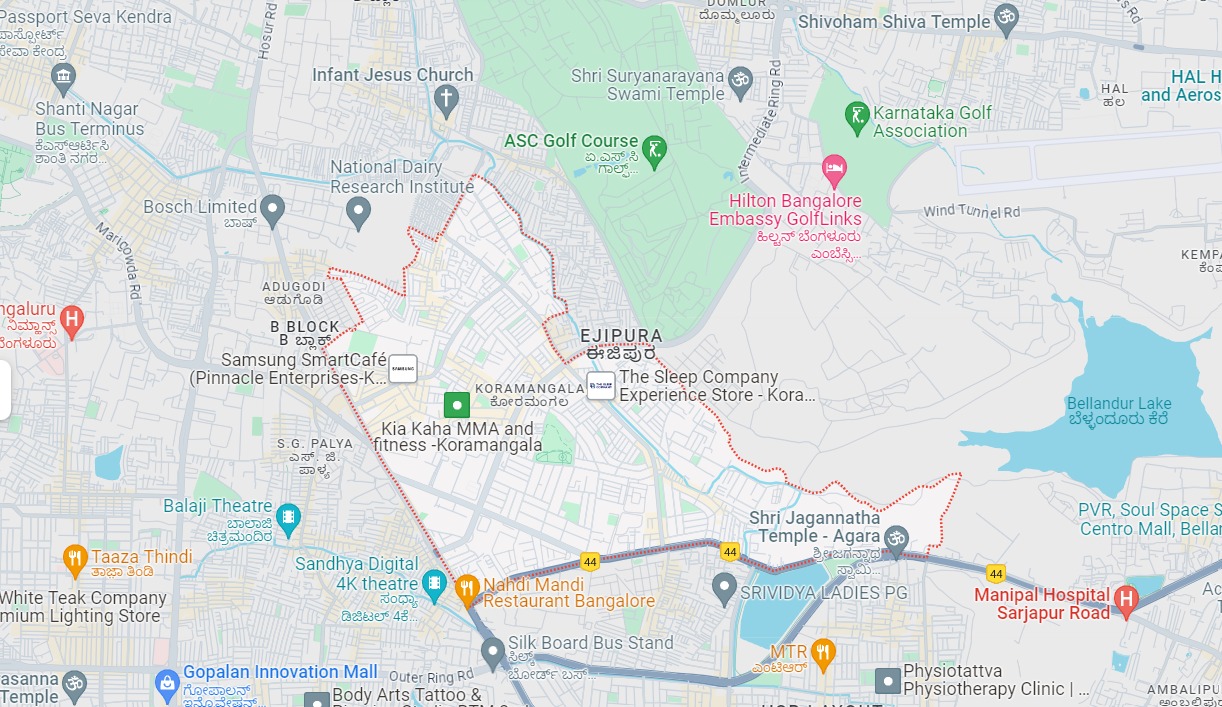 Passport Seva Kendra
ಪಾಸ್ಪೋರ್ಟ್
ಸೇವಾ ಕೇಂದ್ರ
Hosur Rd
DOMLUR
ದೊಮ್ಮಲೂರು
Shivoham Shiva Temple
Infant Jesus Church
Shri Suryanarayana
Swami Temple
HAL
ಹಲ
HAL H
and Aeros
Shanti Nagar
Bus Terminus
ಕೆಎಸ್ಆರ್ಟಿಸಿ
ಶಾಂತಿ ನಗರ...
ASC Golf Course
ಏ.ಎಸ್.ಸಿ
ಗಾಲ್ಫ್...
Karnataka Golf
Association
Intermediate Ring Rd
National Dairy
Research Institute
Bosch Limited
ಬಾಷ್
Hilton Bangalore
Embassy GolfLinks
ಹಿಲ್ಟನ್ ಬೆಂಗಳೂರು
ಎಂಬೆಸ್ಸಿ...
Wind Tunnel Rd
Marigowda Rd
KEMPA
ADUGODI
ಆಡುಗೊಡಿ
ngaluru
ನಿಮ್ಹಾನ್ಸ್
ಬೆಂಗಳೂರು
B BLOCK
B ಬ್ಲಾಕ್
EJIPURA
ಈಜಿಪುರ
Samsung SmartCafé
(Pinnacle Enterprises-K...
SAMSUNG
KORAMANGALA
ಕೋರಮಂಗಲ
The Sleep Company
Experience Store - Kora...
Kia Kaha MMA and
fitness -Koramangala
Bellandur Lake
ಬೆಳ್ಳಂದೂರು ಕೆರೆ
S.G. PALYA
ಎಸ್. ಜಿ.
ಪಾಳ್ಯ
Balaji Theatre
ಬಾಲಾಜಿ
ಚಿತ್ರಮಂದಿರ
Shri Jagannatha
Temple - Agara
ಶ್ರೀ ಜಗನ್ನಾಥ
ಸ್ವಾಮಿ...
PVR, Soul Space S
Centro Mall, Bellar
Taaza Thindi
ತಾಜಾ ತಿಂಡಿ
Sandhya Digital
4K theatre
ಸಂಧ್ಯಾ
ಡಿಜಿಟಲ್ 4ಕೆ...
44
44
44
Nahdi Mandi
Restaurant Bangalore
SRIVIDYA LADIES PG
Manipal Hospital
Sarjapur Road
White Teak Company
mium Lighting Store
Silk Board Bus Stand
ಸಿಲ್ಕ್
ಬೋರ್ಡ್ ಬಸ್...
MTR
ಎಂಟಿಆರ್
Outer Ring Rd
Gopalan Innovation Mall
ಗೋಪಾಲನ್
ಇನ್ನೊವೇಷನ್...
asanna
Temple
Physiotattva
Physiotherapy Clinic | ...
Body Arts Tattoo &
AMBALIPU